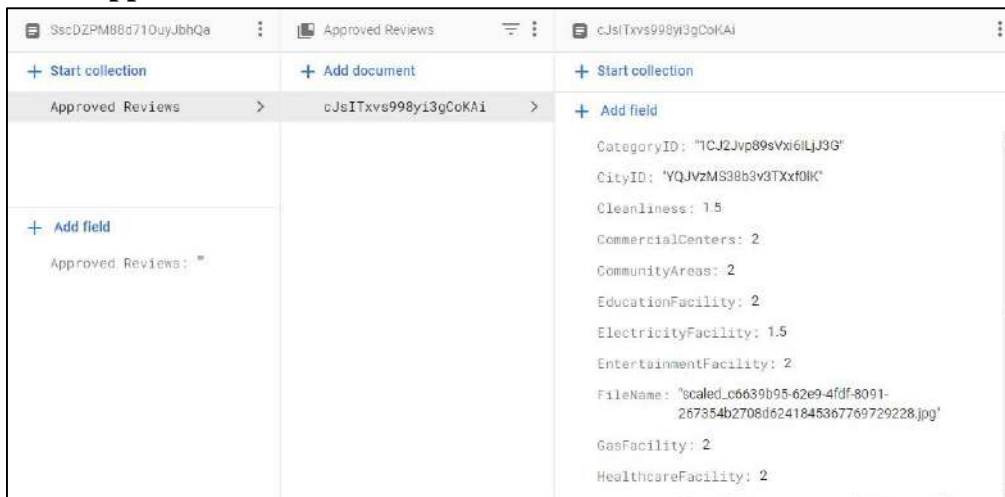 SscDZPM88d710uyJbhQa
Approved Reviews
cJsITxvs998yi3gCoKAi
+ Start collection
+ Add document
+ Start collection
Approved Reviews >
cJsITxvs998yi3gCoKAi >
+ Add field
CategoryID: "1CJ2Jvp89sVxi6ILjJ3G"
CityID: "YQJVzMS38b3v3TXxf0lK"
Cleanliness: 1.5
+ Add field
CommercialCenters: 2
Approved Reviews: ""
CommunityAreas: 2
EducationFacility: 2
ElectricityFacility: 1.5
EntertainmentFacility: 2
FileName: "scaled_c6639b95-62e9-4fdf-8091-
267354b2708d6241845367769729228.jpg"
GasFacility: 2
HealthcareFacility: 2